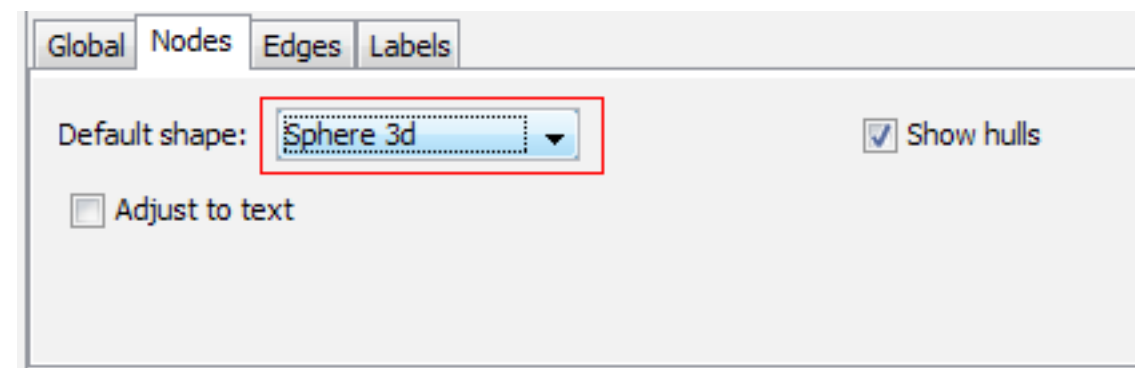 Global Nodes Edges Labels
Default shape: Sphere 3d Show hulls
Adjust to text